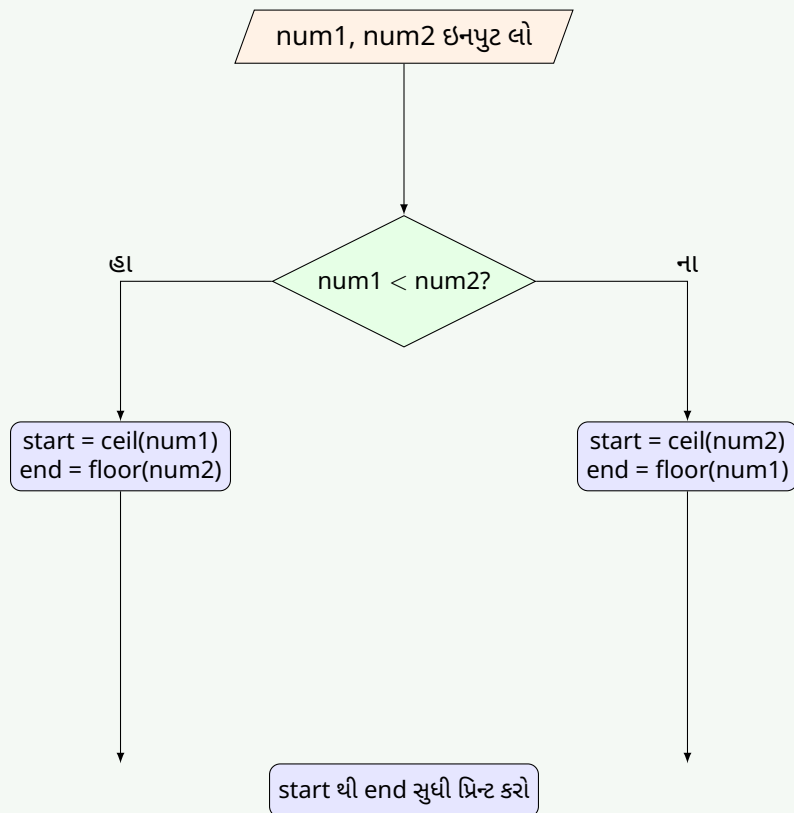 num1, num2 ઇનપુટ લો
num1 < num2?
હા
ના
start = ceil(num1)
end = floor(num2)
start = ceil(num2)
end = floor(num1)
start થી end સુધી પ્રિન્ટ કરો